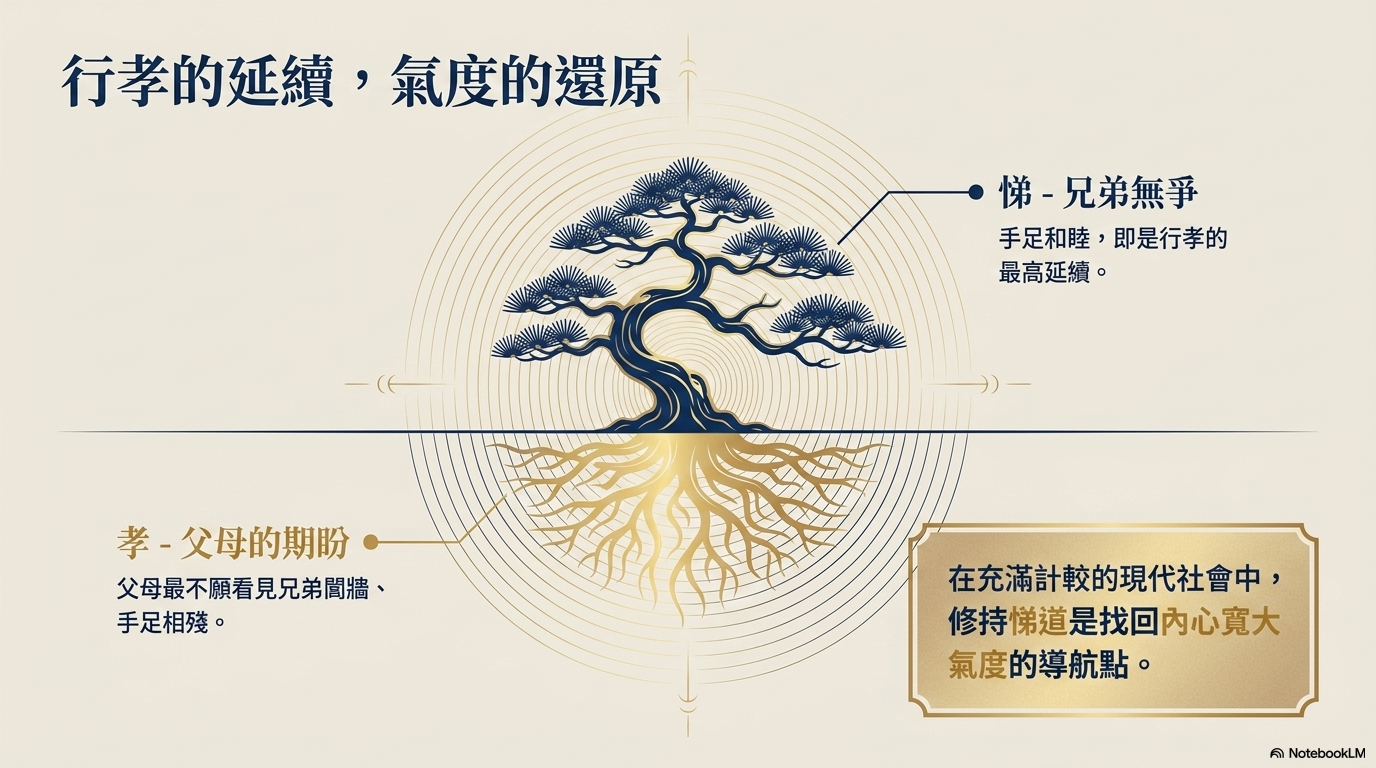 行孝的延續，氣度的還原
悌 - 兄弟無爭
手足和睦，即是行孝的
最高延續。
孝 - 父母的期盼
父母最不願看見兄弟鬩牆、
手足相殘。
在充滿計較的現代社會中，
修持悌道是找回內心寬大
氣度的導航點。
NotebookLM